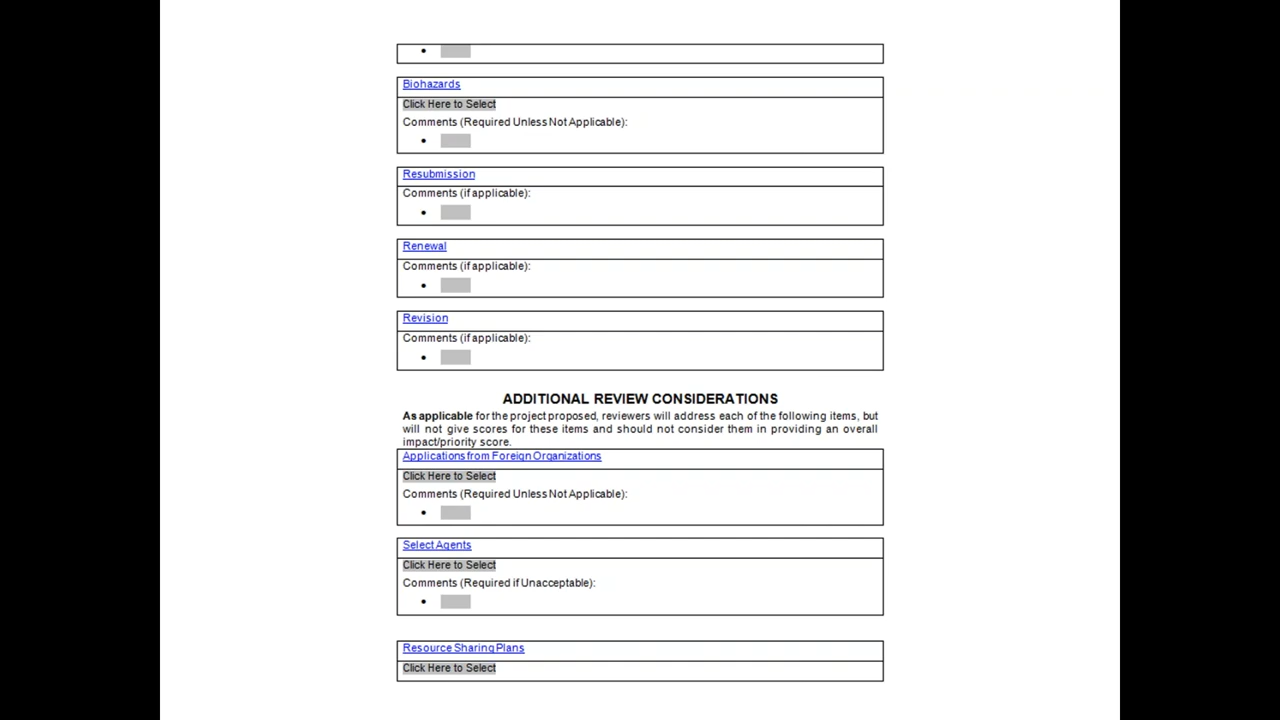 •
Biohazards
Click Here to Select
Comments (Required Unless Not Applicable):
•
Resubmission
Comments (if applicable):
•
Renewal
Comments (if applicable):
•
Revision
Comments (if applicable):
•
ADDITIONAL REVIEW CONSIDERATIONS
As applicable for the project proposed, reviewers will address each of the following items, but
will not give scores for these items and should not consider them in providing an overall
impact/priority score.
Applications from Foreign Organizations
Click Here to Select
Comments (Required Unless Not Applicable):
•
Select Agents
Click Here to Select
Comments (Required if Unacceptable):
•
Resource Sharing Plans
Click Here to Select